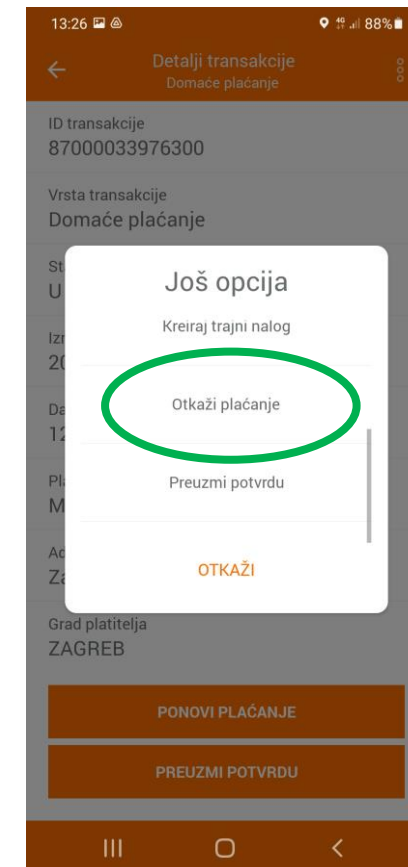 13:26 88%
Detalji transakcije
Domaće plaćanje
ID transakcije
87000033976300
Vrsta transakcije
Domaće plaćanje
Još opcija
Kreiraj trajni nalog
Otkaži plaćanje
Preuzmi potvrdu
OTKAŽI
Grad platitelja
ZAGREB
PONOVI PLAĆANJE
PREUZMI POTVRDU